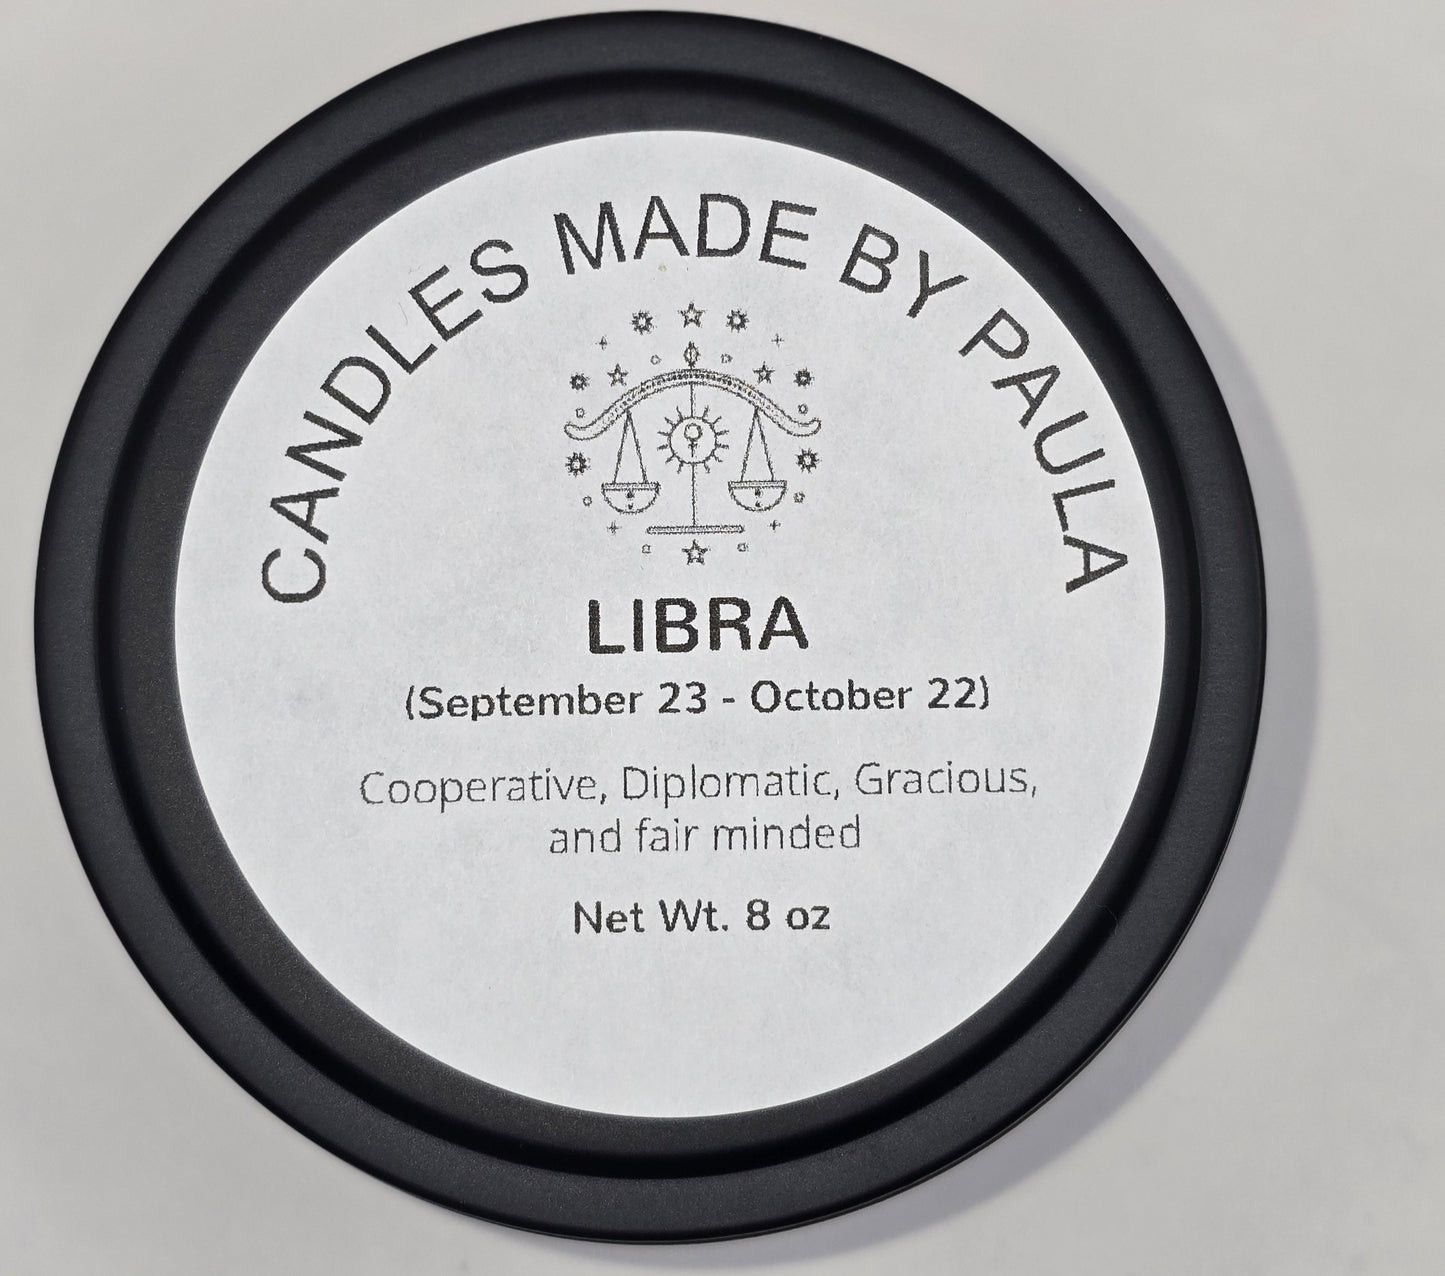 CANDLES MADE BY PAULA
LIBRA
(September 23 - October 22)
Cooperative, Diplomatic, Gracious,
and fair minded
Net Wt. 8 oz